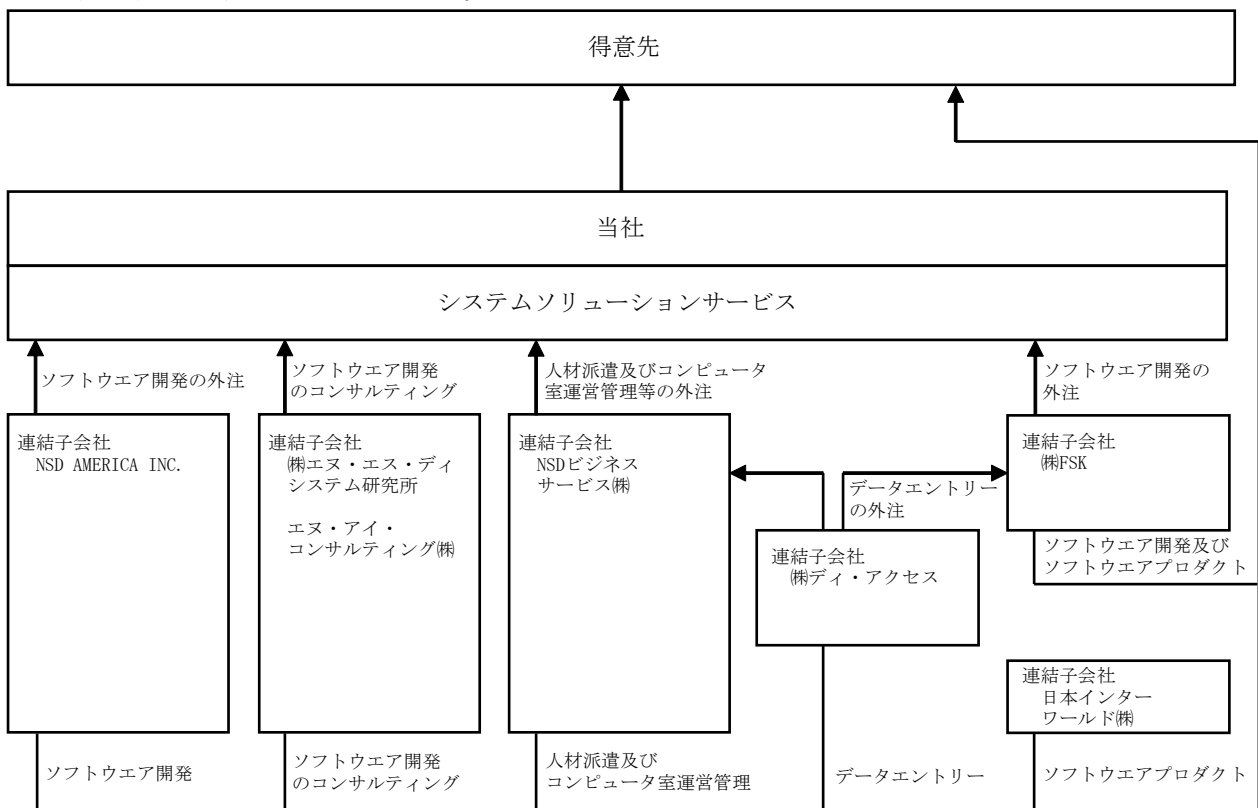 得意先
当社
システムソリューションサービス
ソフトウエア開発の外注
ソフトウエア開発
のコンサルティング
人材派遣及びコンピュータ
室運営管理等の外注
ソフトウエア開発の
外注
連結子会社
NSD AMERICA INC.
連結子会社
㈱エヌ・エス・ディ
システム研究所
エヌ・アイ・
コンサルティング㈱
連結子会社
NSDビジネス
サービス㈱
データエントリー
の外注
連結子会社
㈱ディ・アクセス
連結子会社
㈱FSK
ソフトウエア開発及び
ソフトウエアプロダクト
連結子会社
日本インター
ワールド㈱
ソフトウエア開発
ソフトウエア開発
のコンサルティング
人材派遣及び
コンピュータ室運営管理
データエントリー
ソフトウエアプロダクト